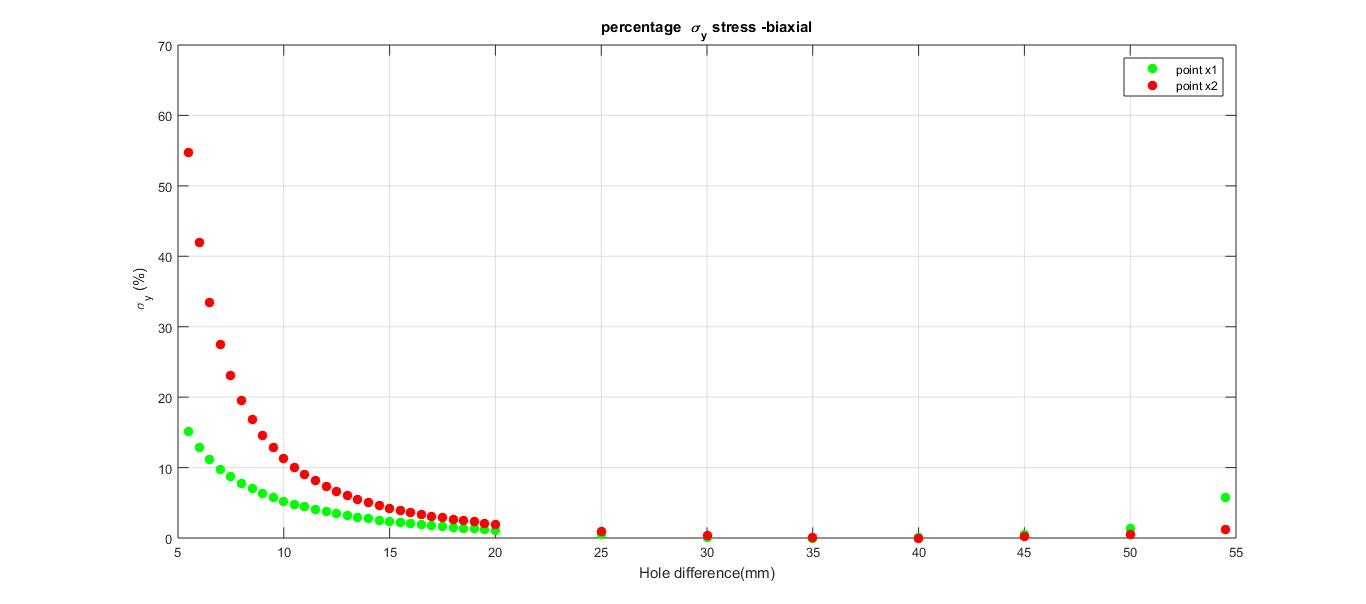 percentage σy stress -biaxial
70
60
50
40
30
20
10
0
σy (%)
point x1
point x2
5 10 15 20 25 30 35 40 45 50 55
Hole difference(mm)